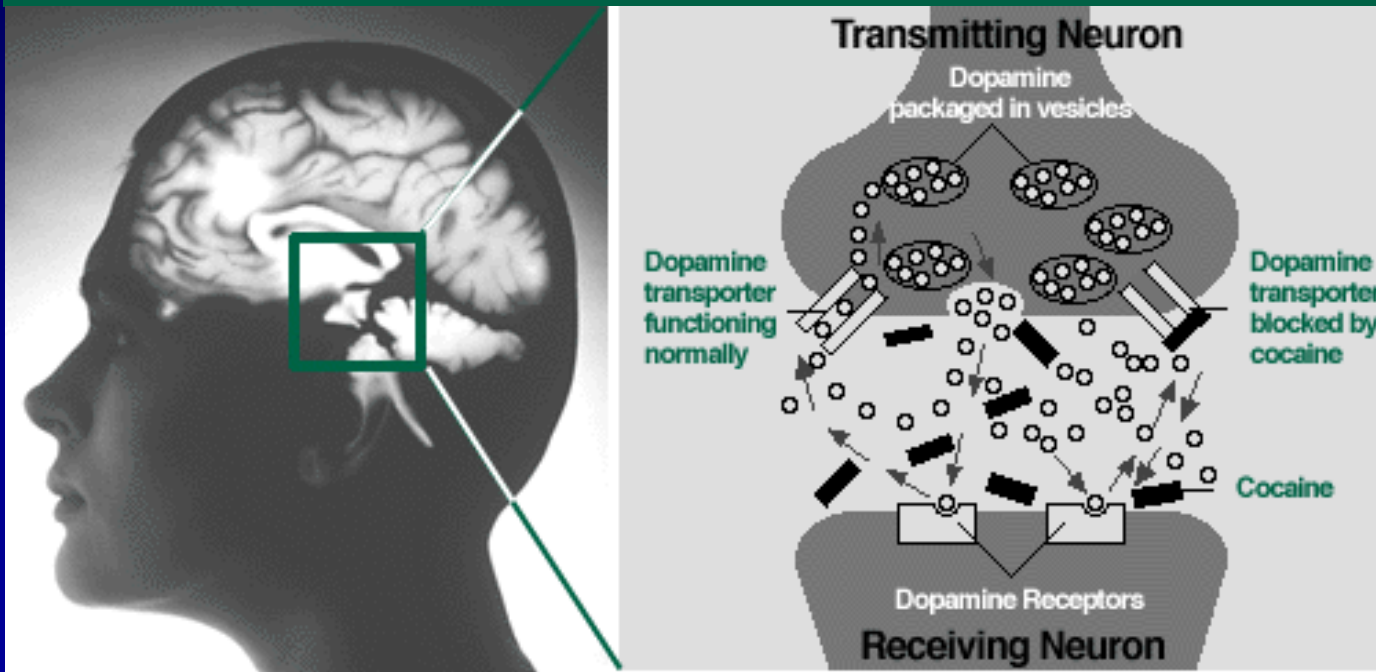 Transmitting Neuron
Dopamine
packaged in vesicles
Dopamine
transporter
functioning
normally
Dopamine
transporter
blocked by
cocaine
Cocaine
Dopamine Receptors
Receiving Neuron